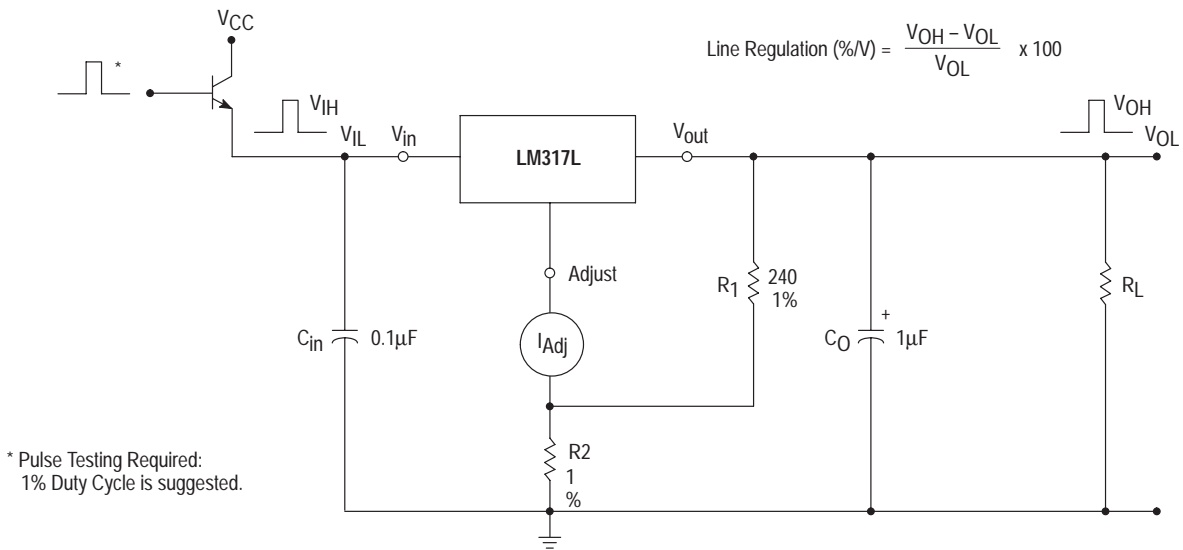 VCC
Line Regulation (%/V) = VOH – VOL / VOL x 100
*
VIH
VIL
Vin
LM317L
Vout
VOH
VOL
Adjust
R1
240
1%
RL
Cin
0.1µF
IAdj
CO
+
1µF
R2
1
%
* Pulse Testing Required:
1% Duty Cycle is suggested.